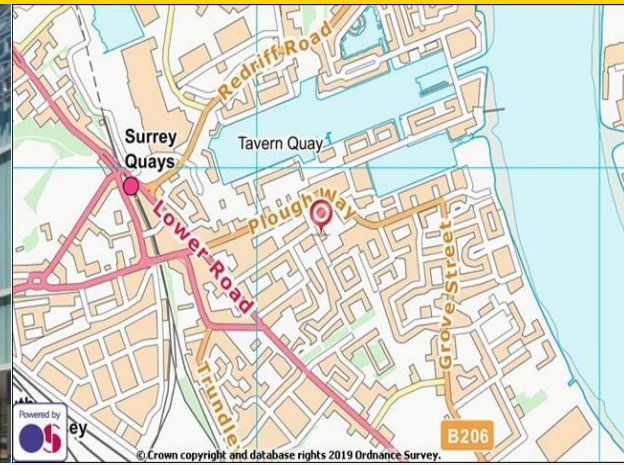 Redriff Road
Surrey
Quays
Tavern Quay
Plough Way
Lower Road
Grove Street
Trundley
ey
B206
Powered by
OS
© Crown copyright and database rights 2019 Ordnance Survey.